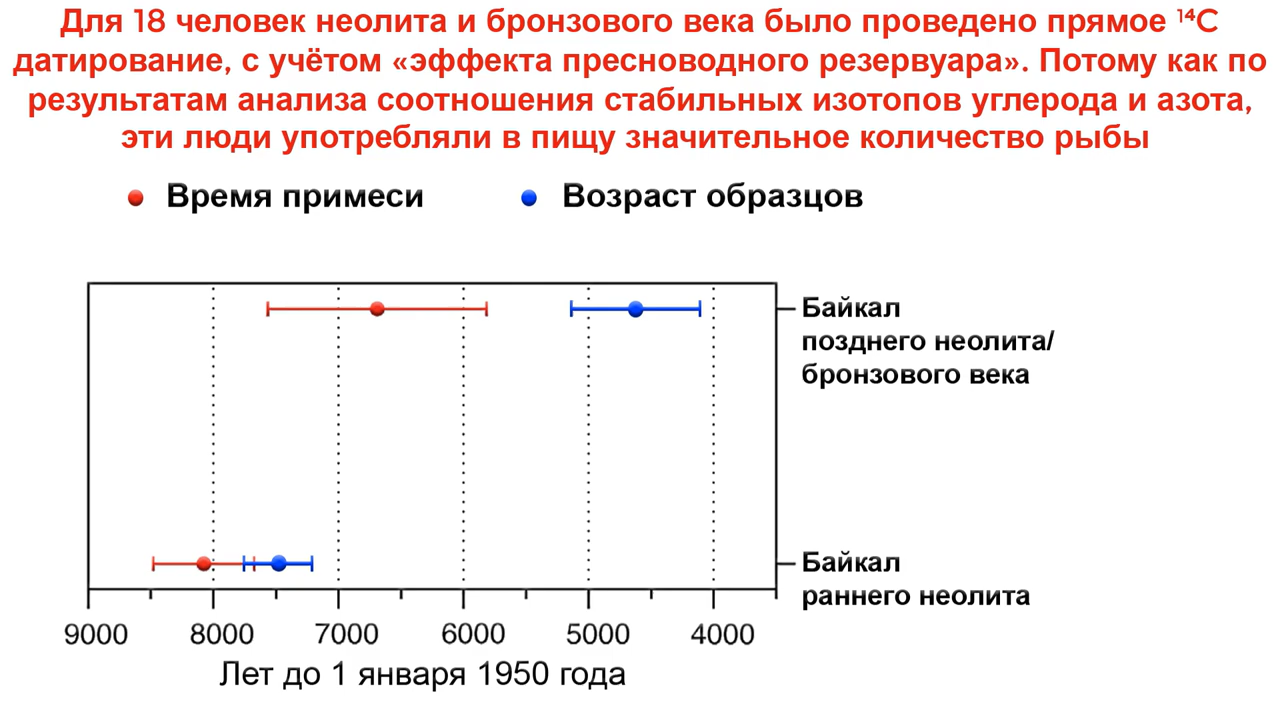 Для 18 человек неолита и бронзового века было проведено прямое ¹⁴C
датирование, с учётом «эффекта пресноводного резервуара». Потому как по
результатам анализа соотношения стабильных изотопов углерода и азота,
эти люди употребляли в пищу значительное количество рыбы
Время примеси
Возраст образцов
Байкал
позднего неолита/
бронзового века
Байкал
раннего неолита
9000 8000 7000 6000 5000 4000
Лет до 1 января 1950 года